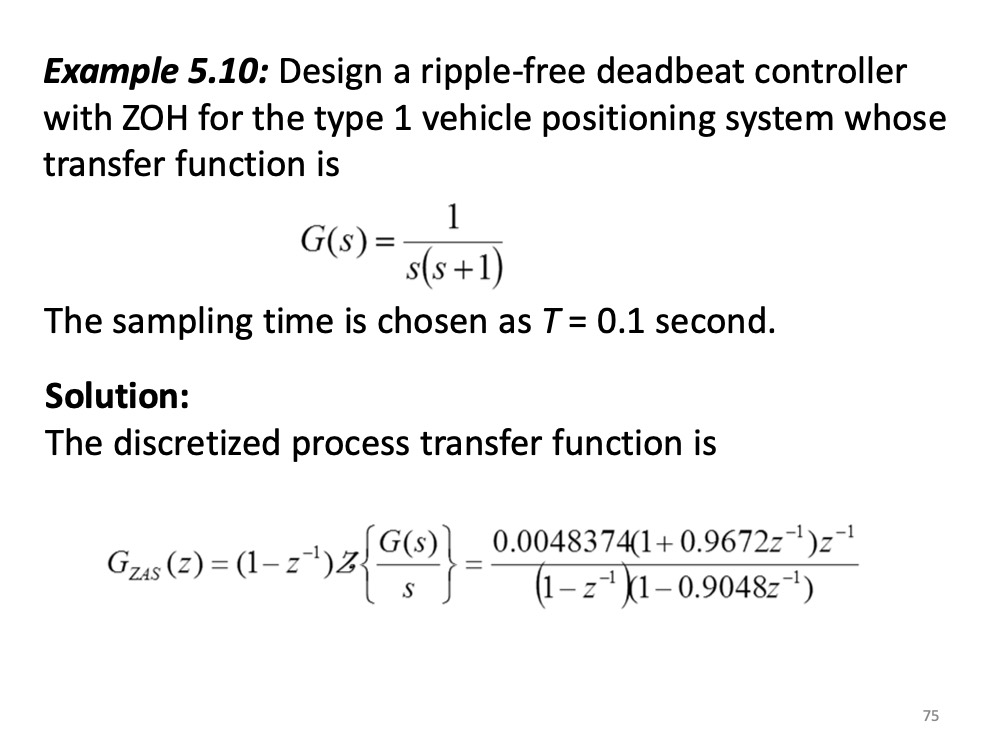 Example 5.10: Design a ripple-free deadbeat controller
with ZOH for the type 1 vehicle positioning system whose
transfer function is
G(s) = 1 / s(s+1)
The sampling time is chosen as T = 0.1 second.
Solution:
The discretized process transfer function is
G_ZAS (z) = (1 − z⁻¹)Z{G(s) / s} = 0.0048374(1 + 0.9672z⁻¹)z⁻¹ / (1 − z⁻¹)(1 − 0.9048z⁻¹)
75